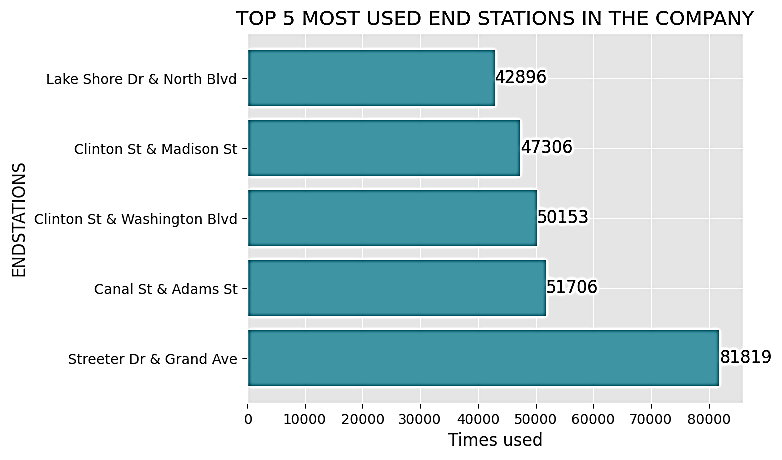 TOP 5 MOST USED END STATIONS IN THE COMPANY
Lake Shore Dr & North Blvd
42896
Clinton St & Madison St
47306
Clinton St & Washington Blvd
50153
Canal St & Adams St
51706
Streeter Dr & Grand Ave
81819
ENDSTATIONS
0 10000 20000 30000 40000 50000 60000 70000 80000
Times used